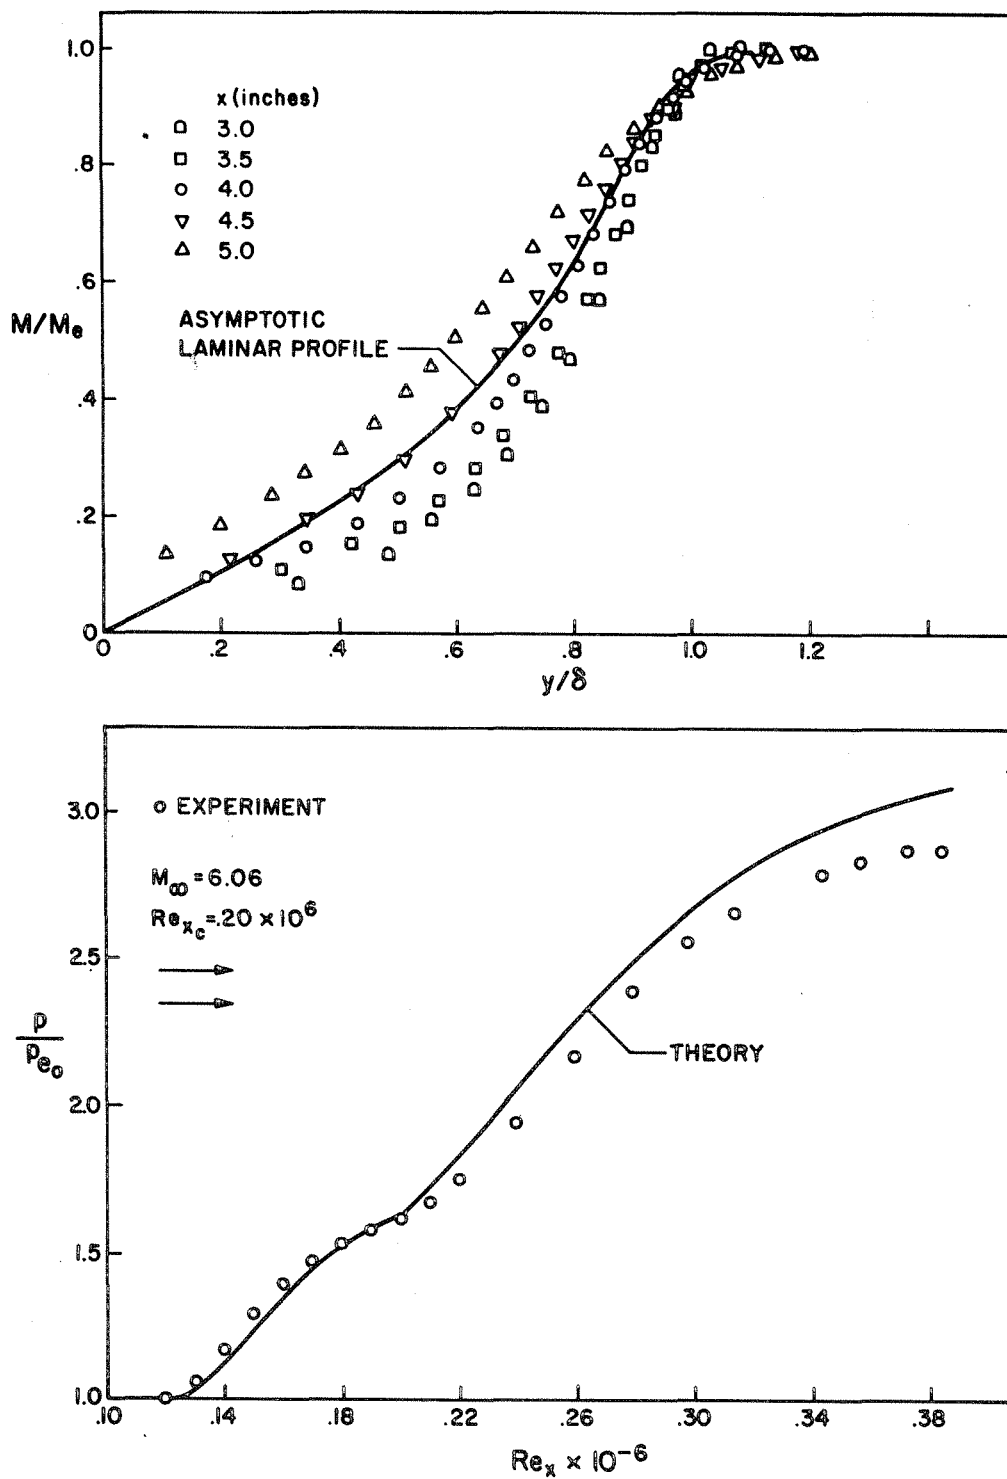 1.0
x (inches)
3.0
3.5
4.0
4.5
5.0
.8
.6
M/Me
ASYMPTOTIC
LAMINAR PROFILE
.4
.2
0
0 .2 .4 .6 .8 1.0 1.2
y/δ
3.0
EXPERIMENT
M∞ = 6.06
Rexc = .20 × 10^6
2.5
p/pe0
THEORY
2.0
1.5
1.0
.10 .14 .18 .22 .26 .30 .34 .38
Rex × 10^-6